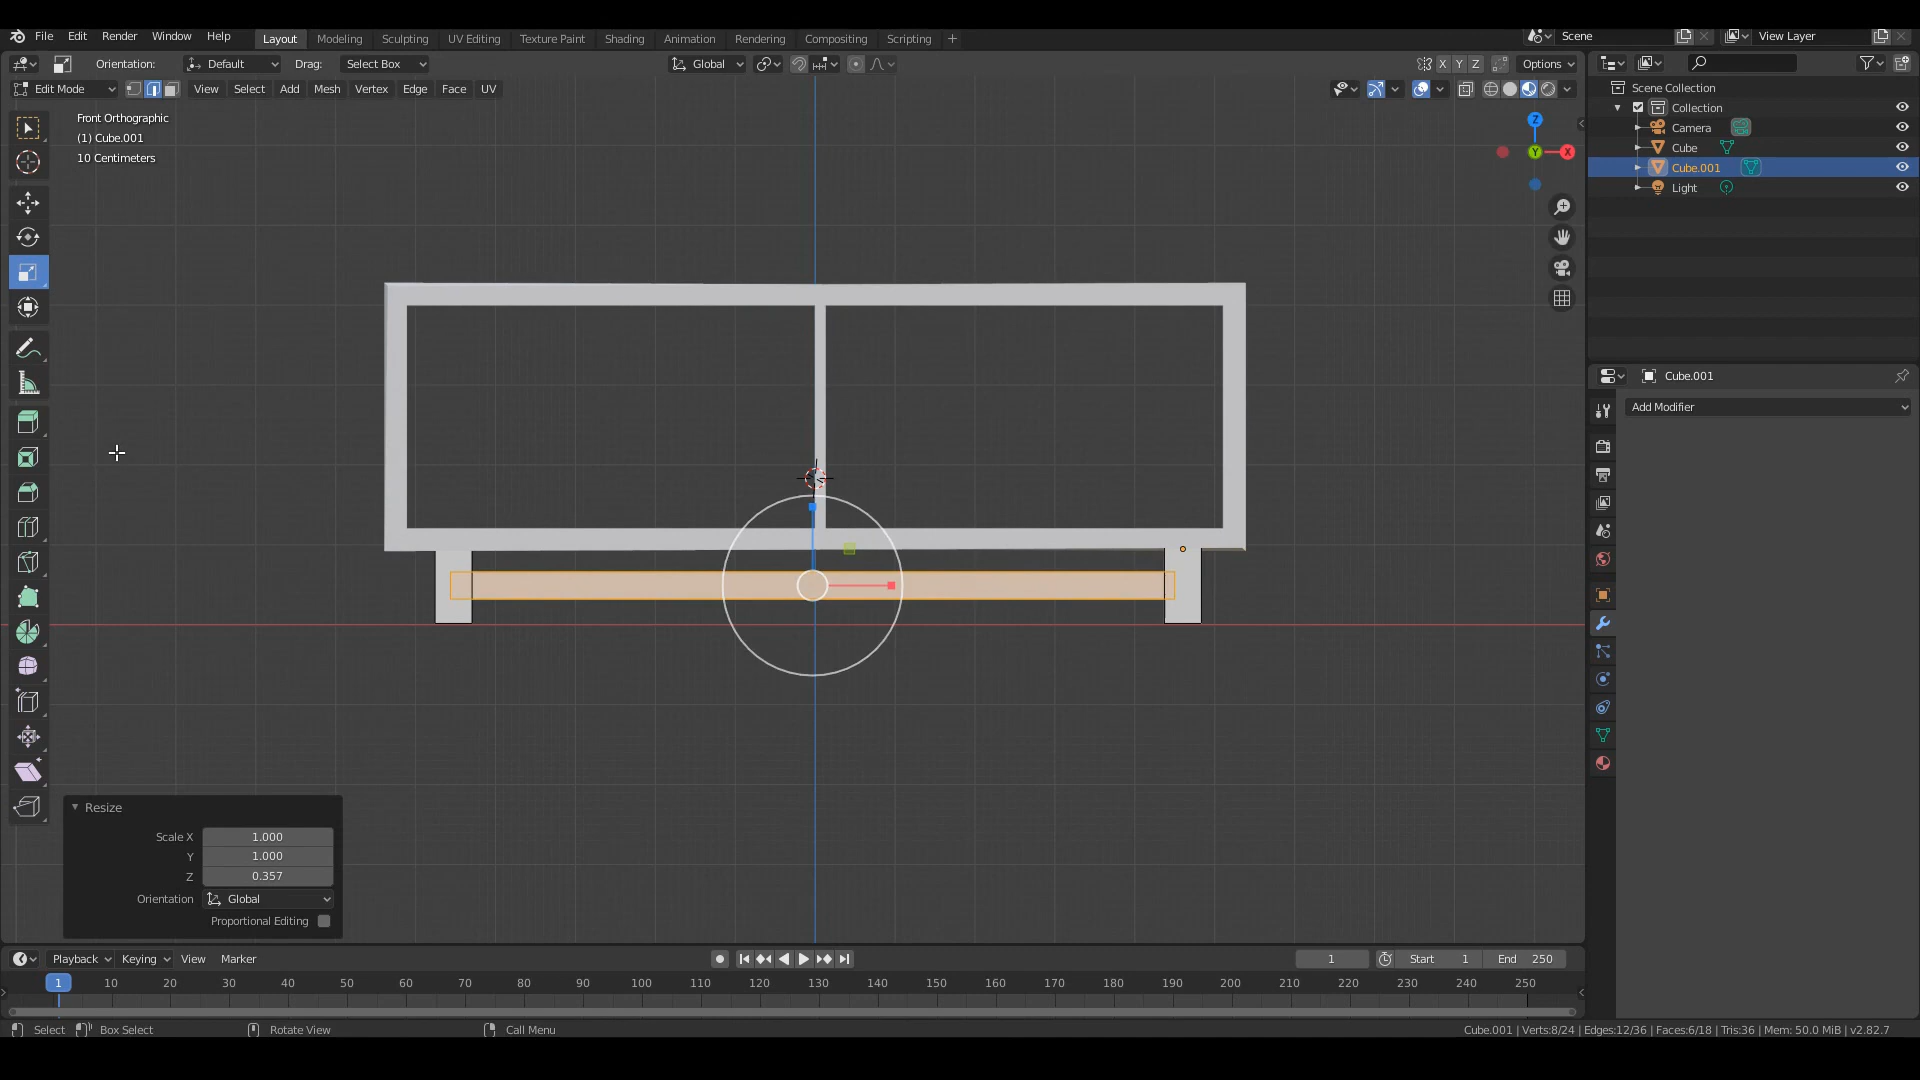 File Edit Render Window Help Layout Modeling Sculpting UV Editing Texture Paint Shading Animation Rendering Compositing Scripting + Scene View Layer
Orientation: Default Drag: Select Box Global X Y Z Options
Edit Mode View Select Add Mesh Vertex Edge Face UV
Front Orthographic
(1) Cube.001
10 Centimeters
Z
Y
X
Scene Collection
Collection
Camera
Cube
Cube.001
Light
Cube.001
Add Modifier
Resize
Scale X 1.000
Y 1.000
Z 0.357
Orientation Global
Proportional Editing
Playback Keying View Marker 1 Start 1 End 250
1 10 20 30 40 50 60 70 80 90 100 110 120 130 140 150 160 170 180 190 200 210 220 230 240 250
Select Box Select Rotate View Call Menu Cube.001 | Verts:8/24 | Edges:12/36 | Faces:6/18 | Tris:36 | Mem: 50.0 MiB | v2.82.7